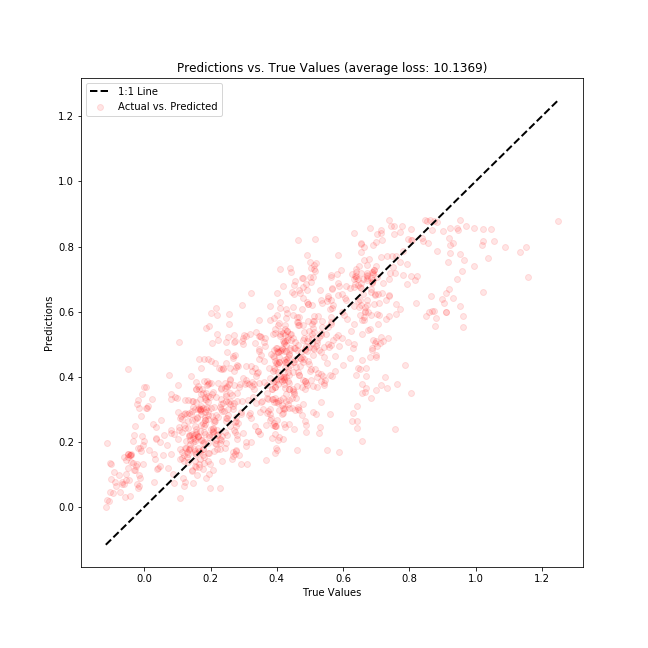 Predictions vs. True Values (average loss: 10.1369)
1:1 Line
Actual vs. Predicted
1.2
1.0
0.8
0.6
0.4
0.2
0.0
Predictions
0.0 0.2 0.4 0.6 0.8 1.0 1.2
True Values